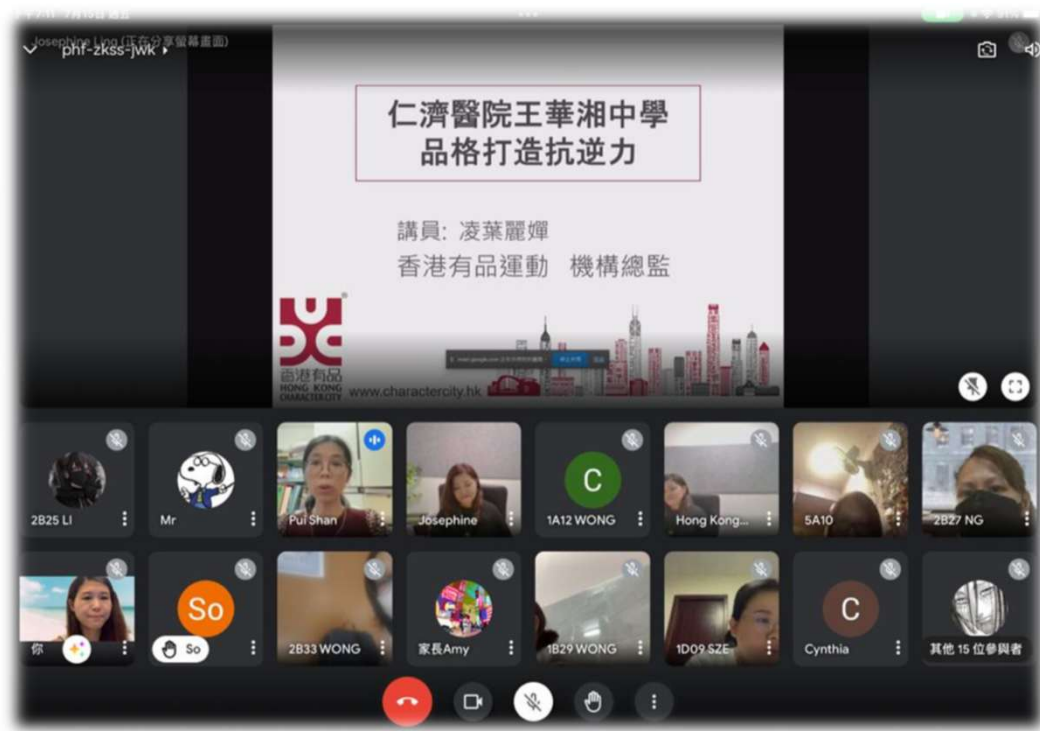 Josephine Ling (正在分享螢幕畫面)
phf-zkss-jwk
仁濟醫院王華湘中學
品格打造抗逆力
講員: 凌葉麗嬋
香港有品運動 機構總監
香港有品
HONG KONG
CHARACTERCITY
www.charactercity.hk
2B25 LI
Mr
Pui Shan
Josephine
1A12 WONG
Hong Kong...
5A10
2B27 NG
你
So
So
2B33 WONG
家長Amy
1B29 WONG
1D09 SZE
C
C
Cynthia
其他 15 位參與者